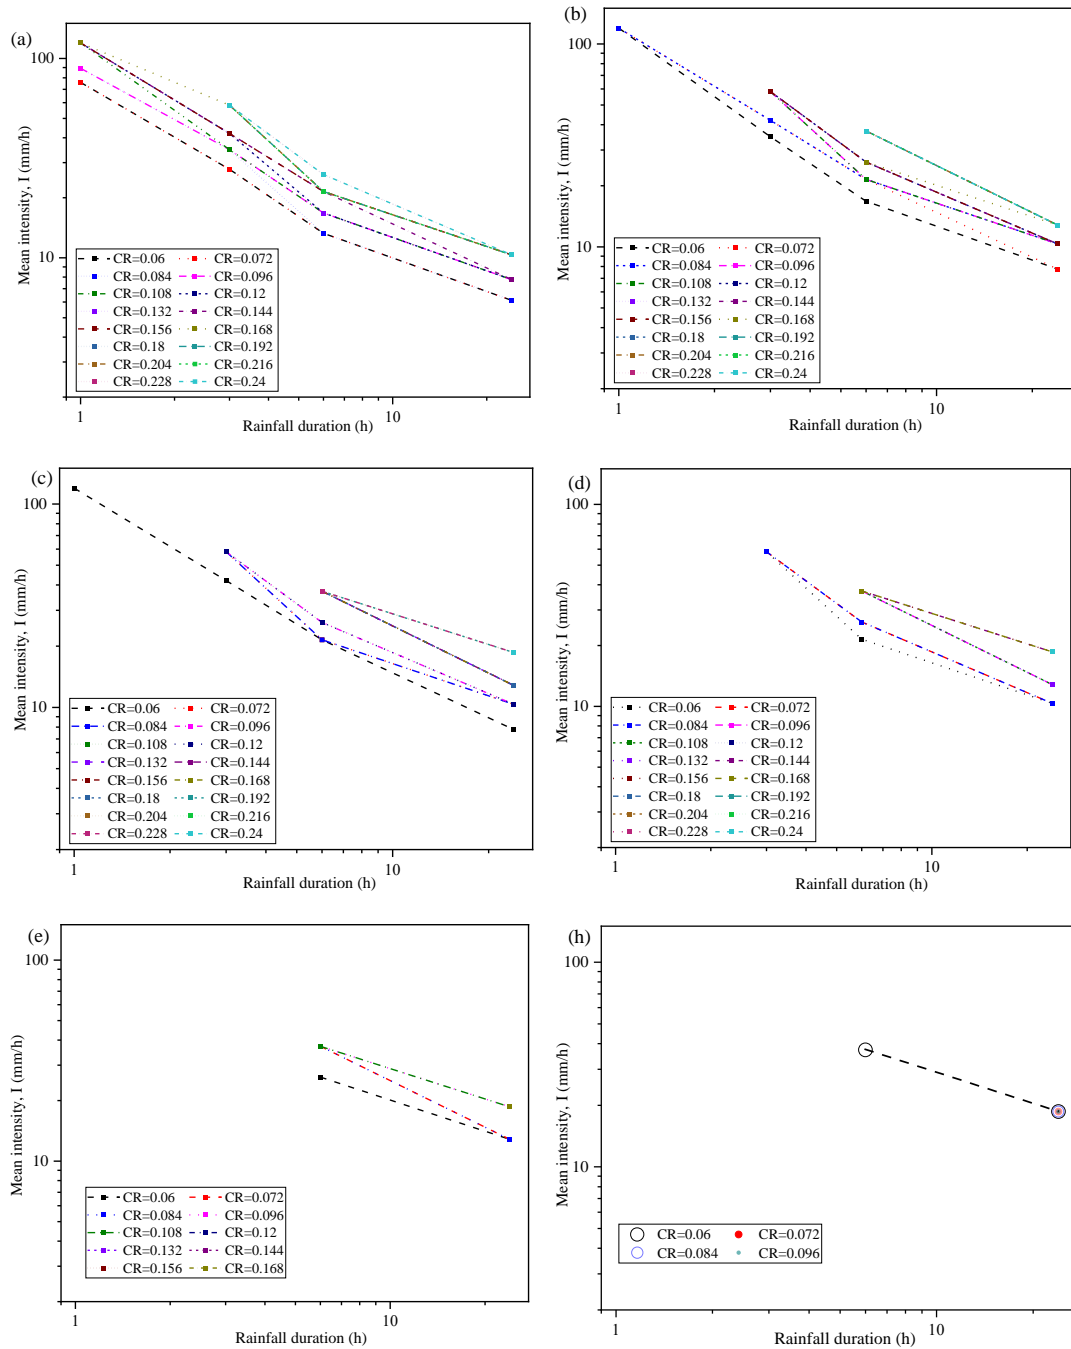 (a)
Mean intensity, I (mm/h)
100
10
CR=0.06 CR=0.072
CR=0.084 CR=0.096
CR=0.108 CR=0.12
CR=0.132 CR=0.144
CR=0.156 CR=0.168
CR=0.18 CR=0.192
CR=0.204 CR=0.216
CR=0.228 CR=0.24
1 10
Rainfall duration (h)
(b)
Mean intensity, I (mm/h)
100
10
CR=0.06 CR=0.072
CR=0.084 CR=0.096
CR=0.108 CR=0.12
CR=0.132 CR=0.144
CR=0.156 CR=0.168
CR=0.18 CR=0.192
CR=0.204 CR=0.216
CR=0.228 CR=0.24
1 10
Rainfall duration (h)
(c)
Mean intensity, I (mm/h)
100
10
CR=0.06 CR=0.072
CR=0.084 CR=0.096
CR=0.108 CR=0.12
CR=0.132 CR=0.144
CR=0.156 CR=0.168
CR=0.18 CR=0.192
CR=0.204 CR=0.216
CR=0.228 CR=0.24
1 10
Rainfall duration (h)
(d)
Mean intensity, I (mm/h)
100
10
CR=0.06 CR=0.072
CR=0.084 CR=0.096
CR=0.108 CR=0.12
CR=0.132 CR=0.144
CR=0.156 CR=0.168
CR=0.18 CR=0.192
CR=0.204 CR=0.216
CR=0.228 CR=0.24
1 10
Rainfall duration (h)
(e)
Mean intensity, I (mm/h)
100
10
CR=0.06 CR=0.072
CR=0.084 CR=0.096
CR=0.108 CR=0.12
CR=0.132 CR=0.144
CR=0.156 CR=0.168
1 10
Rainfall duration (h)
(h)
Mean intensity, I (mm/h)
100
10
CR=0.06 CR=0.072
CR=0.084 CR=0.096
1 10
Rainfall duration (h)